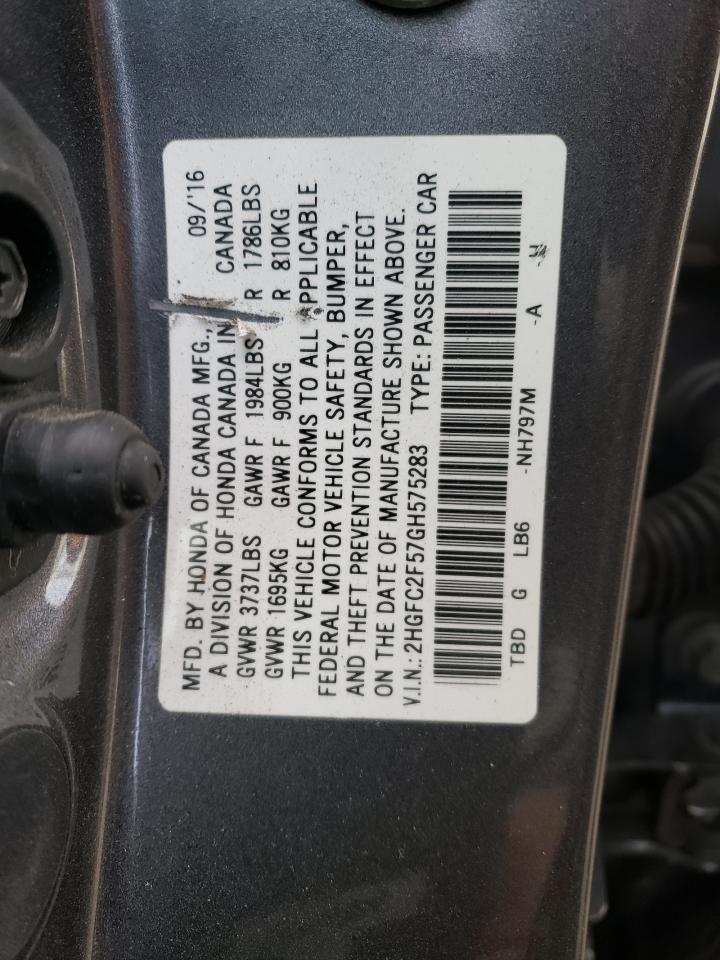 MFD. BY HONDA OF CANADA MFG., 09/'16
A DIVISION OF HONDA CANADA IN CANADA
GVWR 3737LBS GAWR F 1984LBS R 1786LBS
GVWR 1695KG GAWR F 900KG R 810KG
THIS VEHICLE CONFORMS TO ALL APPLICABLE
FEDERAL MOTOR VEHICLE SAFETY, BUMPER,
AND THEFT PREVENTION STANDARDS IN EFFECT
ON THE DATE OF MANUFACTURE SHOWN ABOVE.
V.I.N.: 2HGFC2F57GH575283 TYPE: PASSENGER CAR
TBD G LB6 -NH797M -A